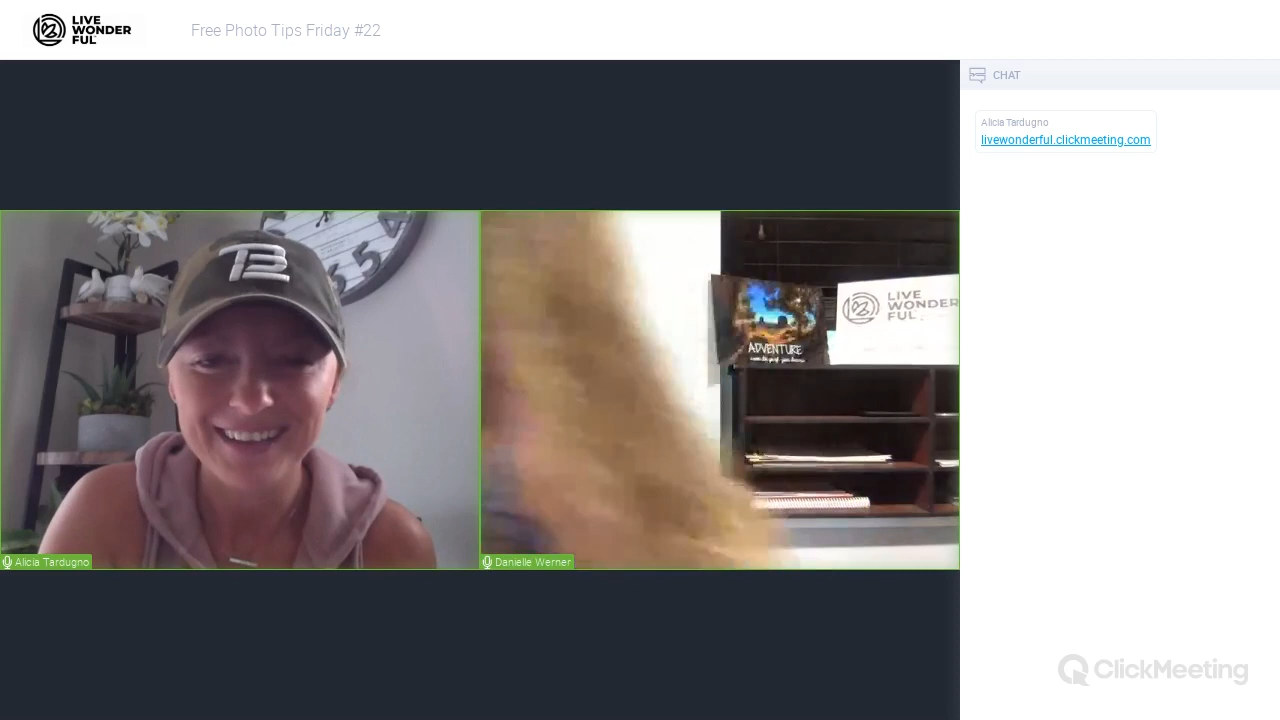 LIVE
WONDER
FUL
Free Photo Tips Friday #22
CHAT
Alicia Tardugno
livewonderful.clickmeeting.com
TB
ADVENTURE
LIVE
WONDER
FUL
Alicia Tardugno
Danielle Werner
ClickMeeting